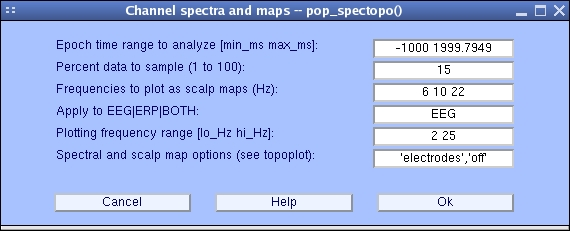 Channel spectra and maps -- pop_spectopo()
Epoch time range to analyze [min_ms max_ms]: -1000 1999.7949
Percent data to sample (1 to 100): 15
Frequencies to plot as scalp maps (Hz): 6 10 22
Apply to EEG|ERP|BOTH: EEG
Plotting frequency range [lo_Hz hi_Hz]: 2 25
Spectral and scalp map options (see topoplot): 'electrodes','off'
Cancel Help Ok